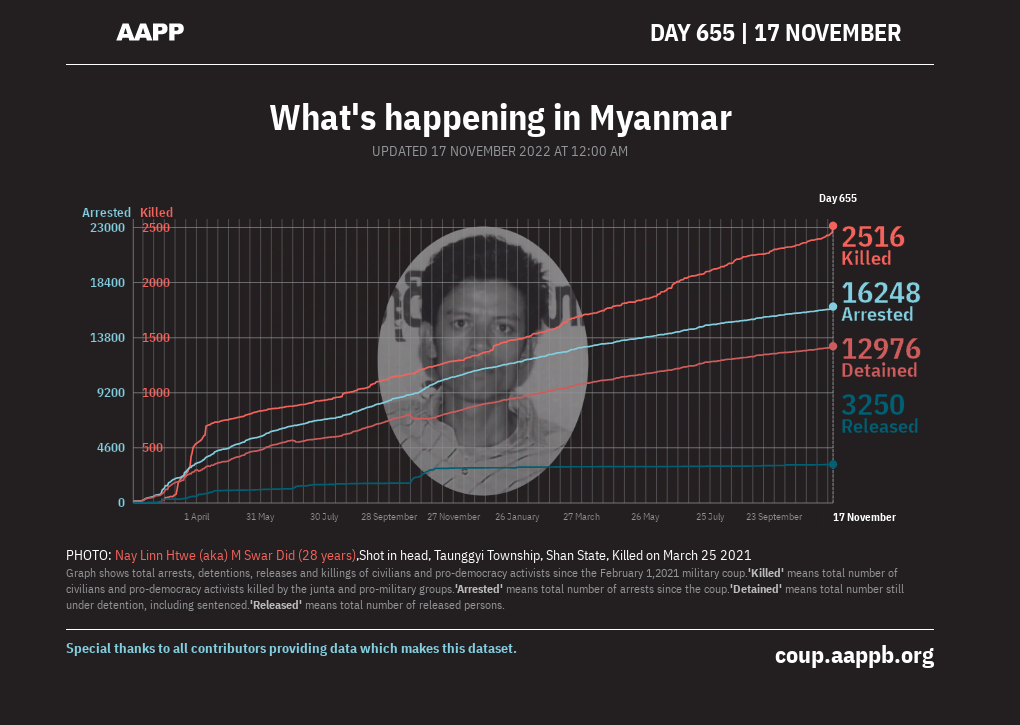 AAPP
DAY 655 | 17 NOVEMBER
What's happening in Myanmar
UPDATED 17 NOVEMBER 2022 AT 12:00 AM
Day 655
Arrested Killed
23000 2500
18400 2000
13800 1500
9200 1000
4600 500
0
2516
Killed
16248
Arrested
12976
Detained
3250
Released
1 April 31 May 30 July 28 September 27 November 26 January 27 March 26 May 25 July 23 September 17 November
PHOTO: Nay Linn Htwe (aka) M Swar Did (28 years),Shot in head, Taunggyi Township, Shan State, Killed on March 25 2021
Graph shows total arrests, detentions, releases and killings of civilians and pro-democracy activists since the February 1,2021 military coup.'Killed' means total number of
civilians and pro-democracy activists killed by the junta and pro-military groups.'Arrested' means total number of arrests since the coup.'Detained' means total number still
under detention, including sentenced.'Released' means total number of released persons.
Special thanks to all contributors providing data which makes this dataset.
coup.aappb.org